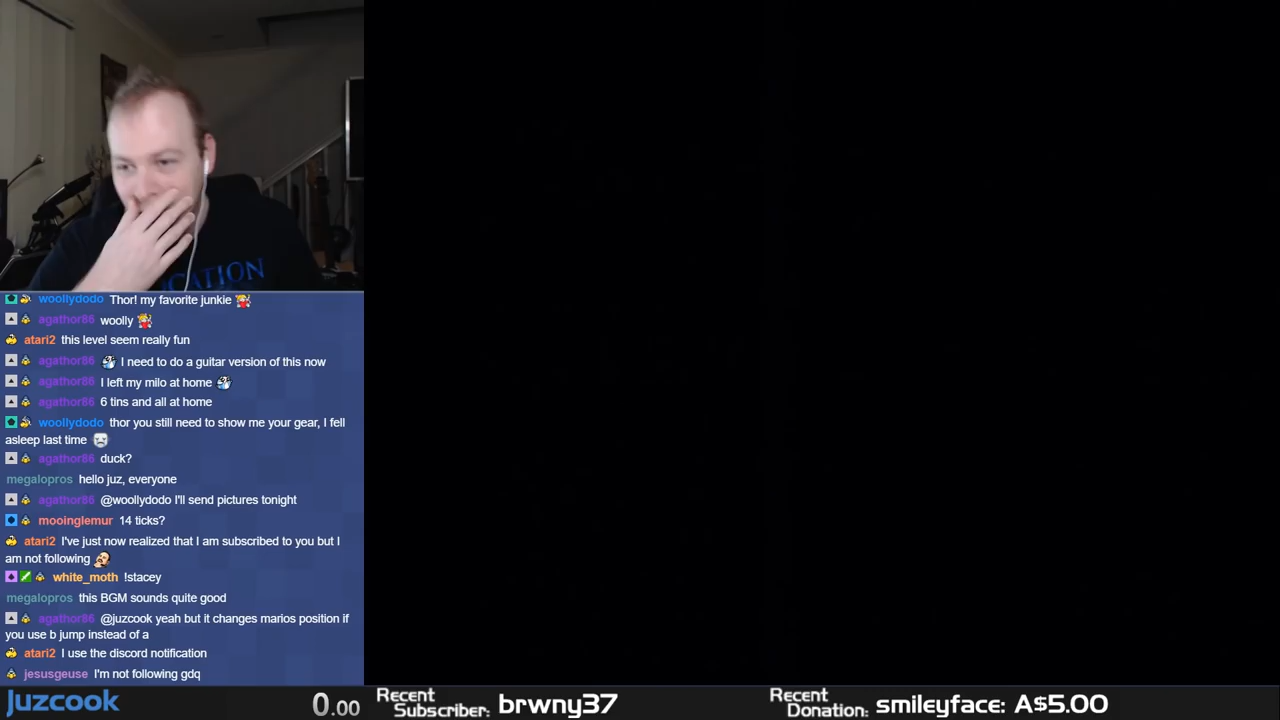 CATION
woollydodo Thor! my favorite junkie
agathor86 woolly
atari2 this level seem really fun
agathor86 I need to do a guitar version of this now
agathor86 I left my milo at home
agathor86 6 tins and all at home
woollydodo thor you still need to show me your gear, I fell
asleep last time
agathor86 duck?
megalopros hello juz, everyone
agathor86 @woollydodo I'll send pictures tonight
mooinglemur 14 ticks?
atari2 I've just now realized that I am subscribed to you but I
am not following
white_moth !stacey
megalopros this BGM sounds quite good
agathor86 @juzcook yeah but it changes marios position if
you use b jump instead of a
atari2 I use the discord notification
jesusgeuse I'm not following gdq
Juzcook
0.00
Recent
Subscriber: brwny37
Recent
Donation: smileyface: A$5.00